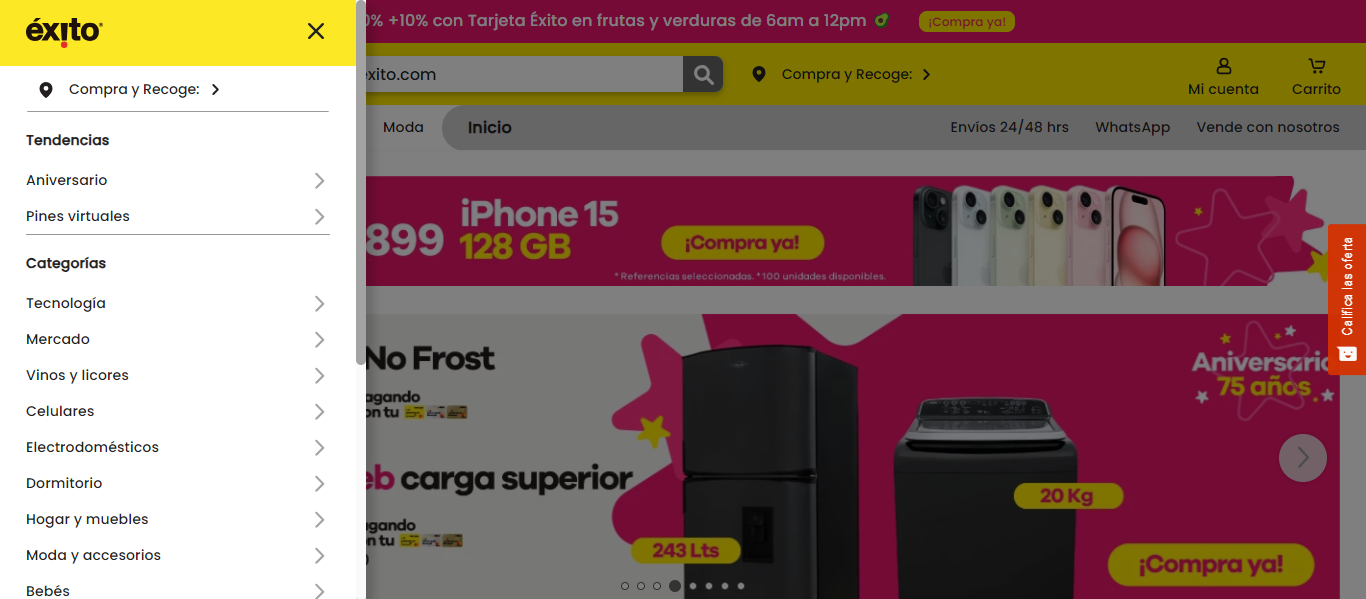 0% +10% con Tarjeta Éxito en frutas y verduras de 6am a 12pm
¡Compra ya!
éxito
exito.com
Compra y Recoge:
Mi cuenta
Carrito
Compra y Recoge:
Moda
Inicio
Envíos 24/48 hrs
WhatsApp
Vende con nosotros
Tendencias
Aniversario
Pines virtuales
Categorías
Tecnología
Mercado
Vinos y licores
Celulares
Electrodomésticos
Dormitorio
Hogar y muebles
Moda y accesorios
Bebés
899
iPhone 15
128 GB
¡Compra ya!
*Referencias seleccionadas. *100 unidades disponibles.
Califica las oferta
No Frost
agando
on tu
eb carga superior
agando
on tu
243 Lts
20 Kg
Aniversario
75 años
¡Compra ya!